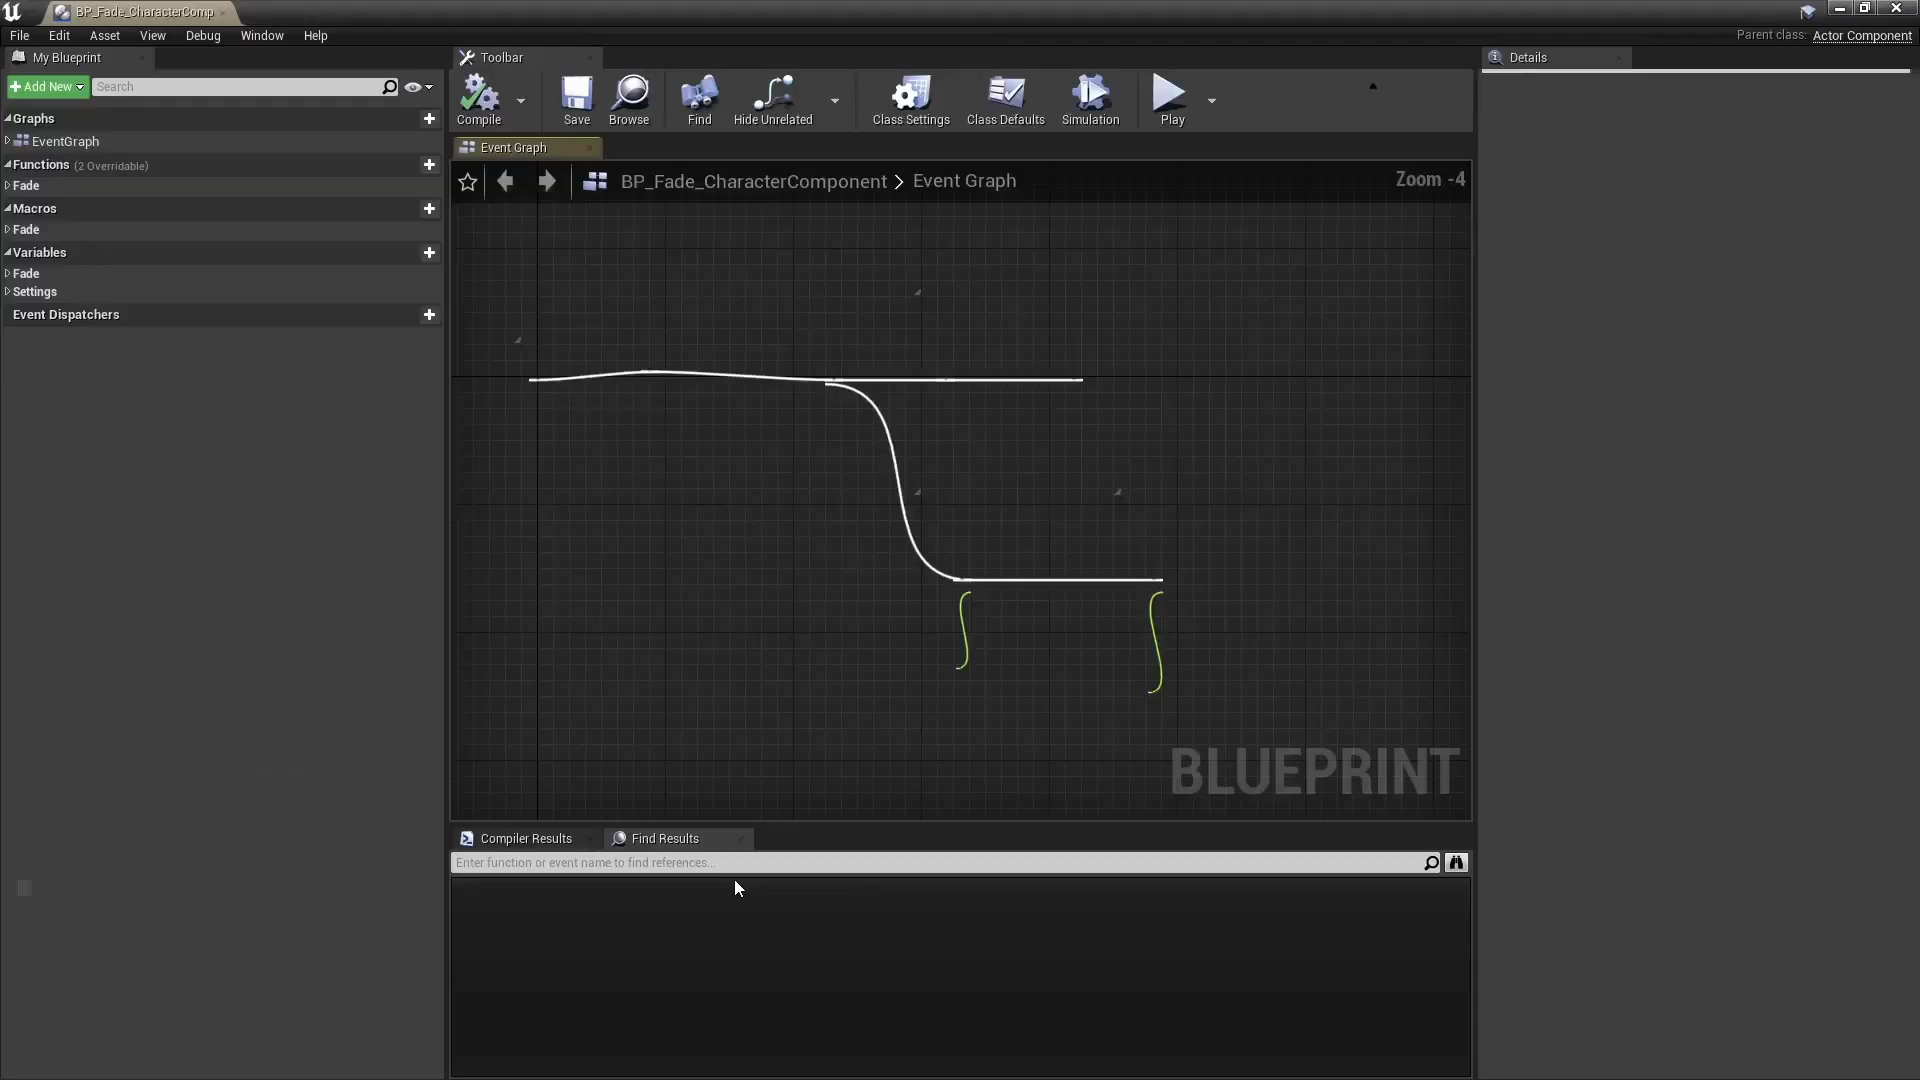 BP_Fade_CharacterComp
File Edit Asset View Debug Window Help
Parent class: Actor Component
My Blueprint
Toolbar
Details
Add New
Search
Compile
Save
Browse
Find
Hide Unrelated
Class Settings
Class Defaults
Simulation
Play
Graphs
EventGraph
Functions (2 Overridable)
Fade
Macros
Fade
Variables
Fade
Settings
Event Dispatchers
Event Graph
BP_Fade_CharacterComponent > Event Graph
Zoom -4
BLUEPRINT
Compiler Results
Find Results
Enter function or event name to find references...